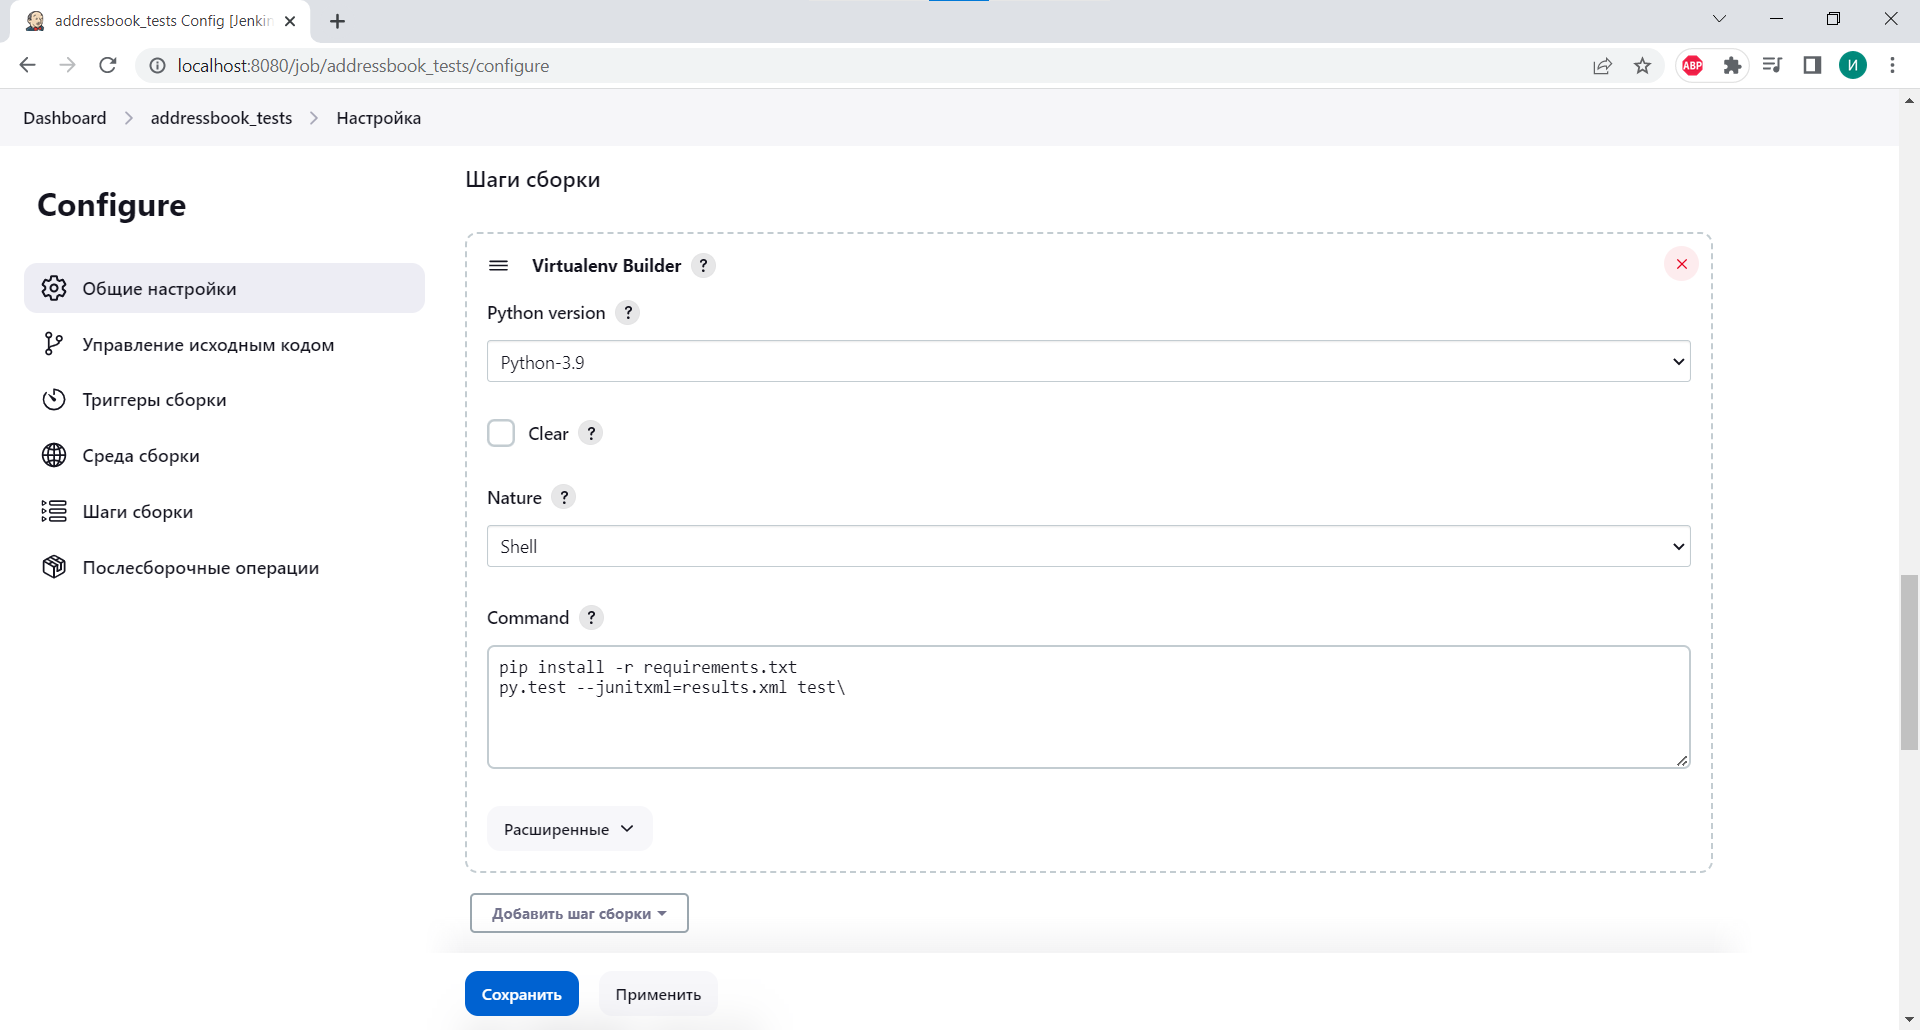 addressbook_tests Config [Jenkin
localhost:8080/job/addressbook_tests/configure
ABP
И
Dashboard addressbook_tests Настройка
Configure
Общие настройки
Управление исходным кодом
Триггеры сборки
Среда сборки
Шаги сборки
Послесборочные операции
Шаги сборки
Virtualenv Builder ?
Python version ?
Python-3.9
Clear ?
Nature ?
Shell
Command ?
pip install -r requirements.txt
py.test --junitxml=results.xml test\
Расширенные
Добавить шаг сборки
Сохранить Применить